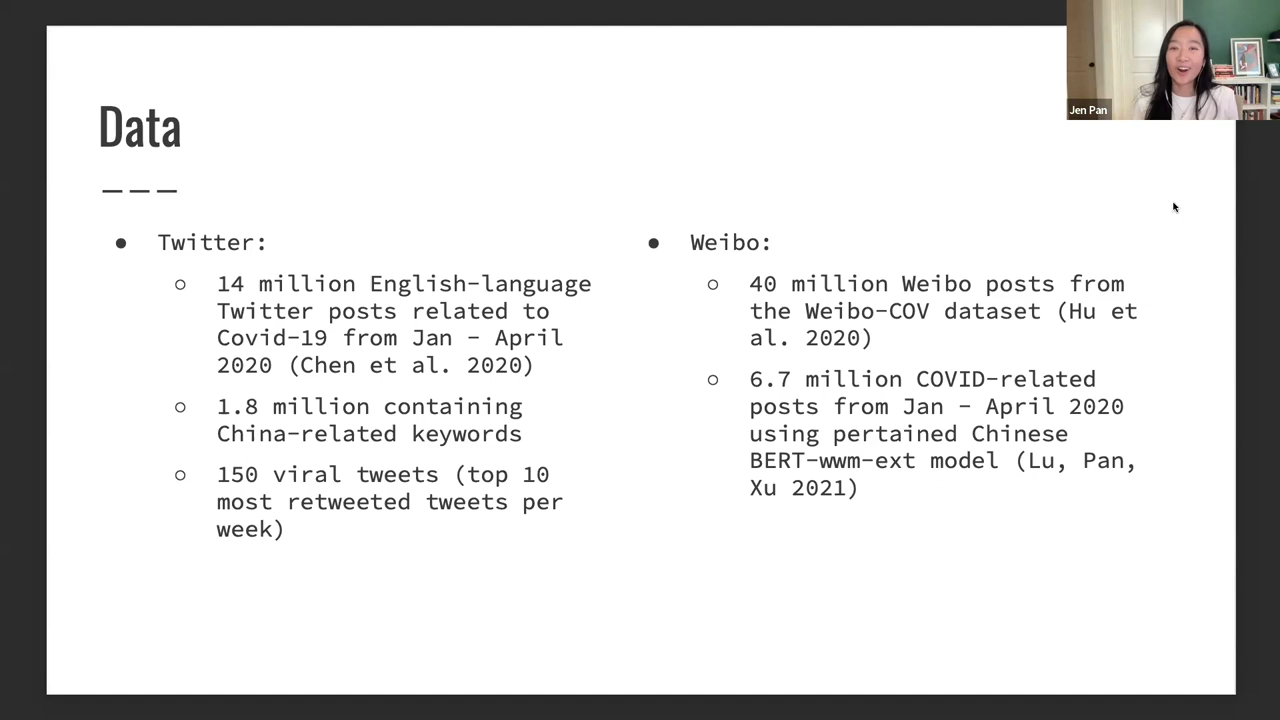 Jen Pan
Data
● Twitter:
○ 14 million English-language
Twitter posts related to
Covid-19 from Jan - April
2020 (Chen et al. 2020)
○ 1.8 million containing
China-related keywords
○ 150 viral tweets (top 10
most retweeted tweets per
week)
● Weibo:
○ 40 million Weibo posts from
the Weibo-COV dataset (Hu et
al. 2020)
○ 6.7 million COVID-related
posts from Jan - April 2020
using pertained Chinese
BERT-wwm-ext model (Lu, Pan,
Xu 2021)